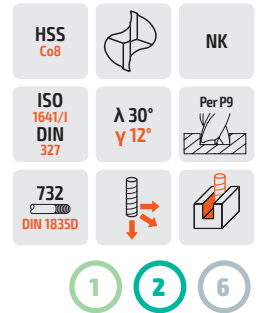 HSS
Co8
NK
ISO
1641/I
DIN
327
λ 30°
γ 12°
Per P9
732
DIN 1835D
1
2
6